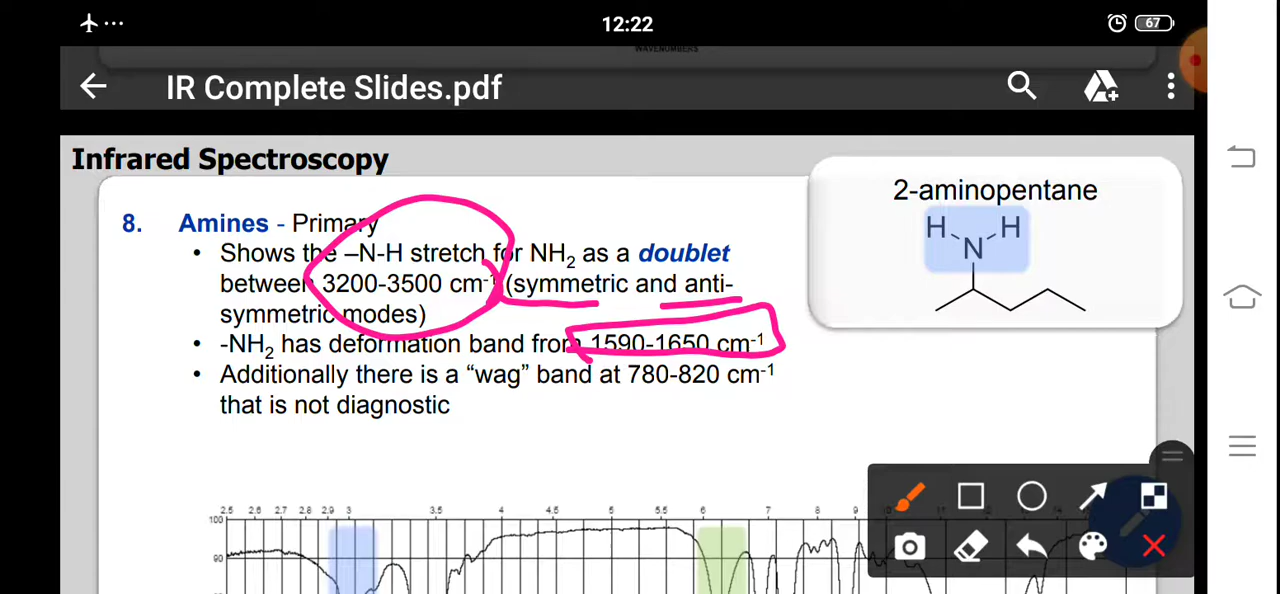 12:22
67
WAVENUMBERS
IR Complete Slides.pdf
Infrared Spectroscopy
2-aminopentane
H H
N
8. Amines - Primary
• Shows the –N-H stretch for NH2 as a doublet
between 3200-3500 cm-1 (symmetric and anti-
symmetric modes)
• -NH2 has deformation band from 1590-1650 cm-1
• Additionally there is a “wag” band at 780-820 cm-1
that is not diagnostic
2.5 2.6 2.7 2.8 2.9 3 3.5 4 4.5 5 5.5 6 7 8 9 14
100
90